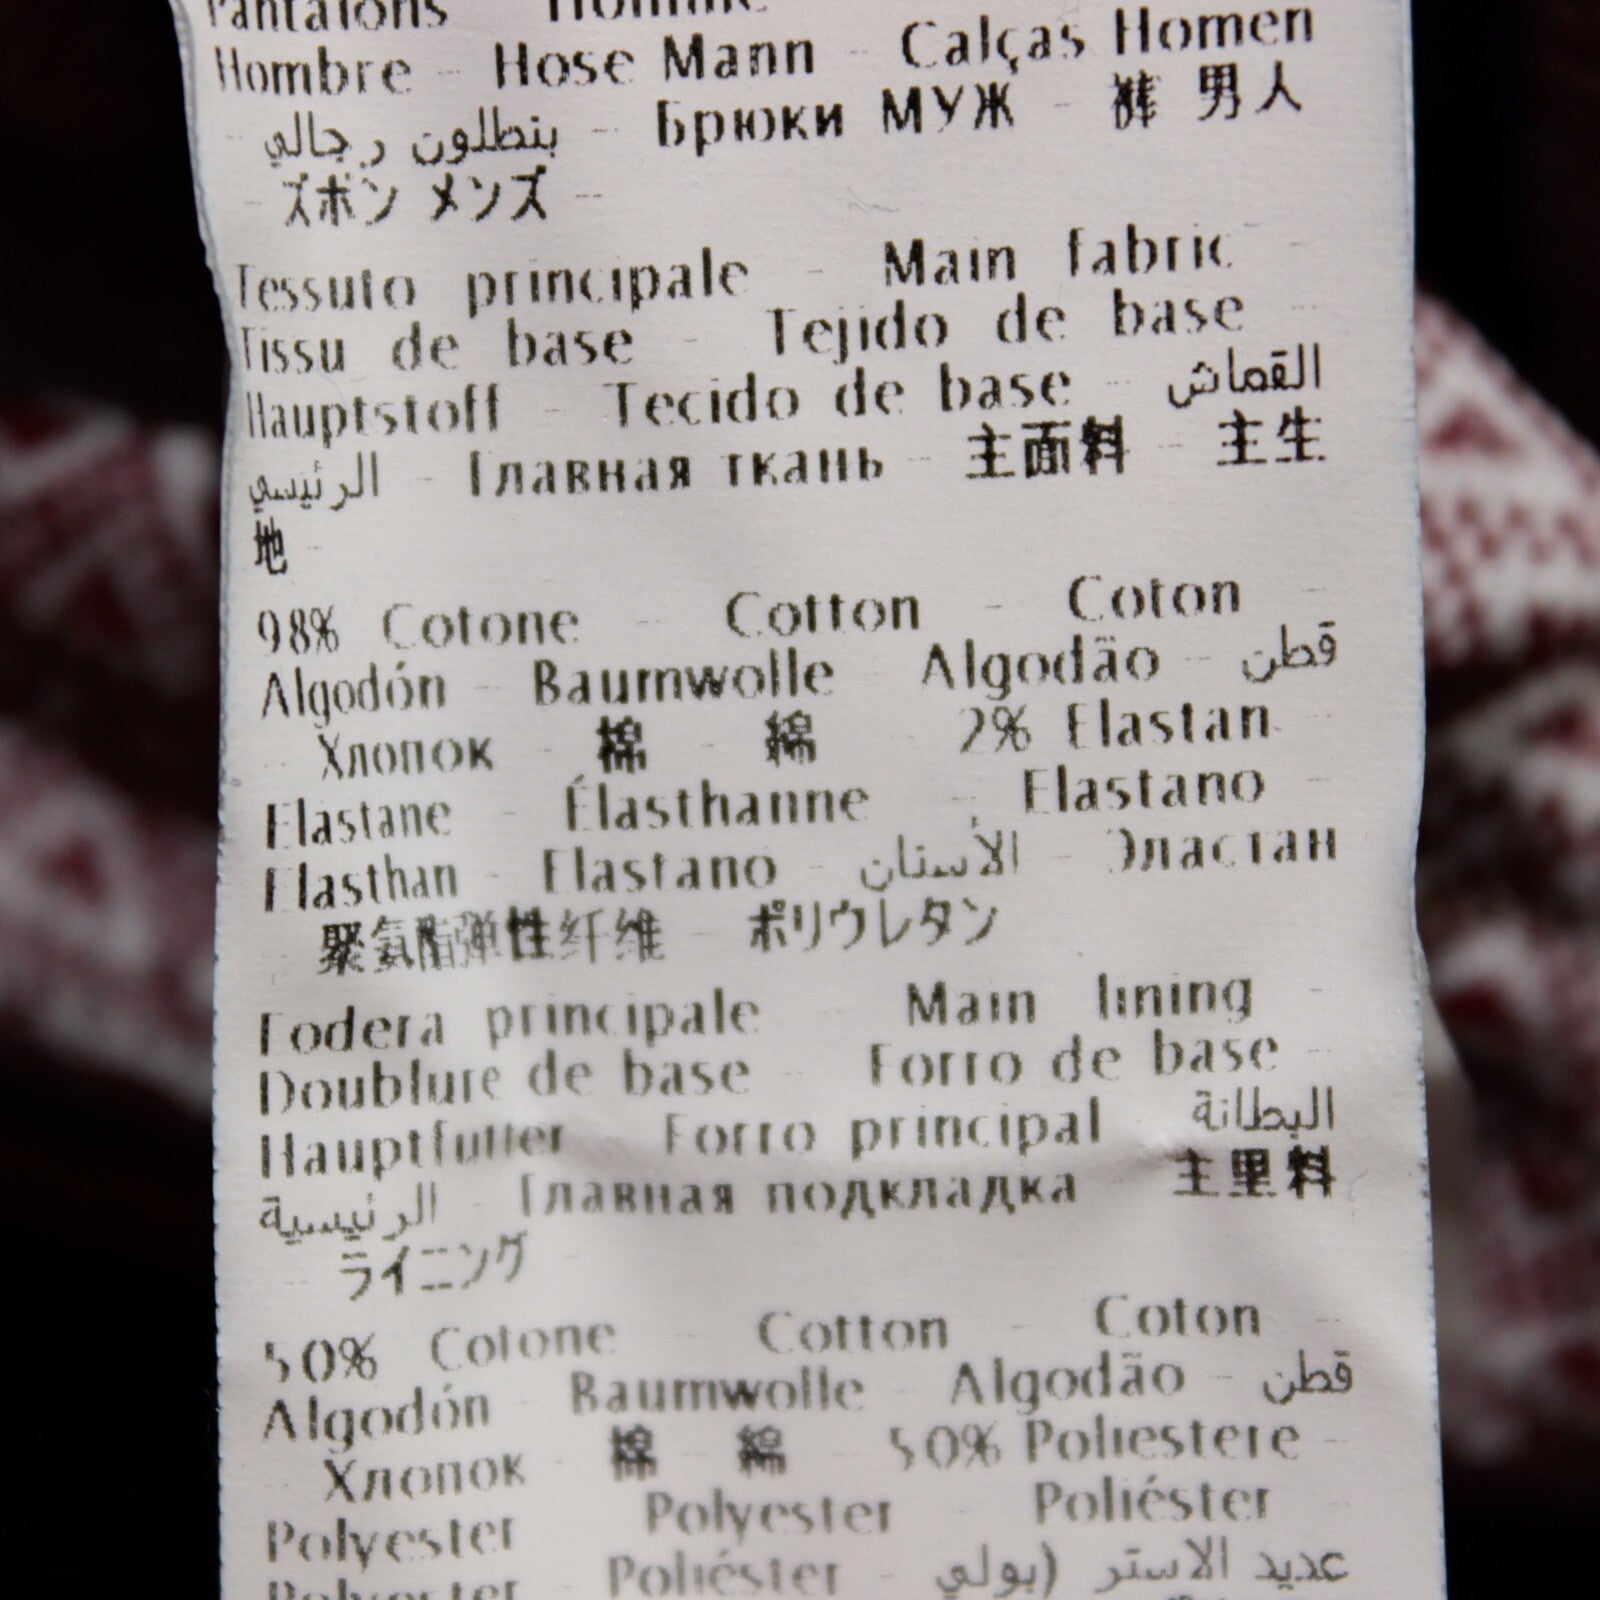 Pantalons Homme
Hombre - Hose Mann - Calças Homen
- بنطلون رجالي - Брюки МУЖ - 裤 男人
- ズボン メンズ -
Tessuto principale - Main fabric -
Tissu de base - Tejido de base -
Hauptstoff - Tecido de base - القماش
الرئيسي - Главная ткань - 主面料 - 主生
地 -
98% Cotone - Cotton - Coton -
Algodón - Baumwolle - Algodão - قطن
- Хлопок - 棉 - 綿 2% Elastan -
Elastane - Élasthanne - Elastano -
Elasthan - Elastano - الأسنان - Эластан
- 聚氨酯弹性纤维 - ポリウレタン
Fodera principale - Main lining -
Doublure de base - Forro de base -
Hauptfutter - Forro principal - البطانة
الرئيسية - Главная подкладка - 主里料
- ライニング -
50% Cotone - Cotton - Coton -
Algodón - Baumwolle - Algodão - قطن
- Хлопок - 棉 - 綿 - 50% Poliestere -
Polyester - Polyester - Poliéster -
Polyester - Poliéster - عديد الاستر (بولي